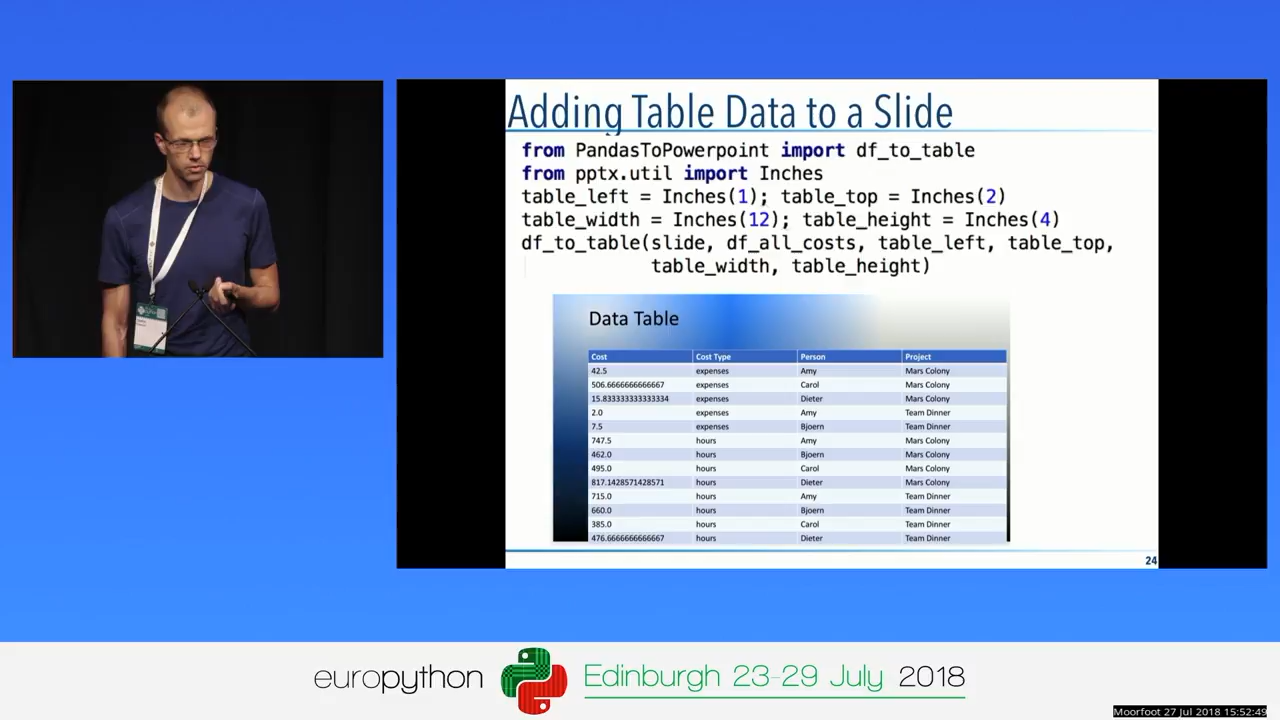 Adding Table Data to a Slide
from PandasToPowerpoint import df_to_table
from pptx.util import Inches
table_left = Inches(1); table_top = Inches(2)
table_width = Inches(12); table_height = Inches(4)
df_to_table(slide, df_all_costs, table_left, table_top,
table_width, table_height)
Data Table
Cost Cost Type Person Project
42.5 expenses Amy Mars Colony
506.6666666666667 expenses Carol Mars Colony
15.833333333333334 expenses Dieter Mars Colony
2.0 expenses Amy Team Dinner
7.5 expenses Bjoern Team Dinner
747.5 hours Amy Mars Colony
462.0 hours Bjoern Mars Colony
495.0 hours Carol Mars Colony
817.1428571428571 hours Dieter Mars Colony
715.0 hours Amy Team Dinner
660.0 hours Bjoern Team Dinner
385.0 hours Carol Team Dinner
476.6666666666667 hours Dieter Team Dinner
24
europython Edinburgh 23-29 July 2018
Moorfoot 27 Jul 2018 15:52:49